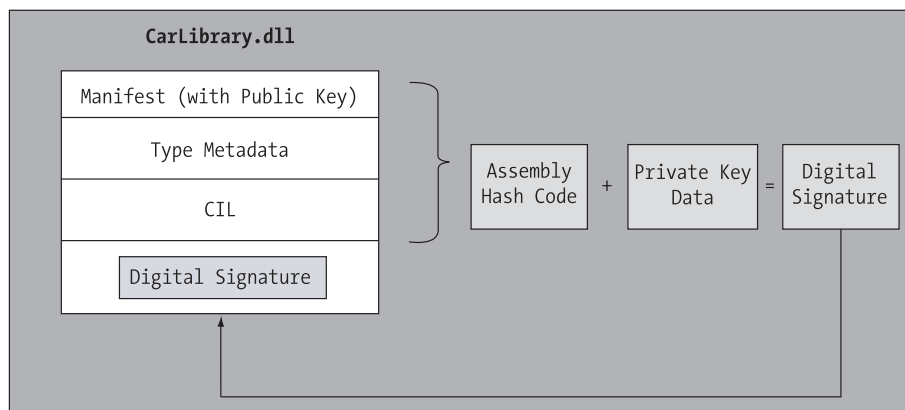 CarLibrary.dll
Manifest (with Public Key)
Type Metadata
CIL
Digital Signature
Assembly
Hash Code
+
Private Key
Data
=
Digital
Signature